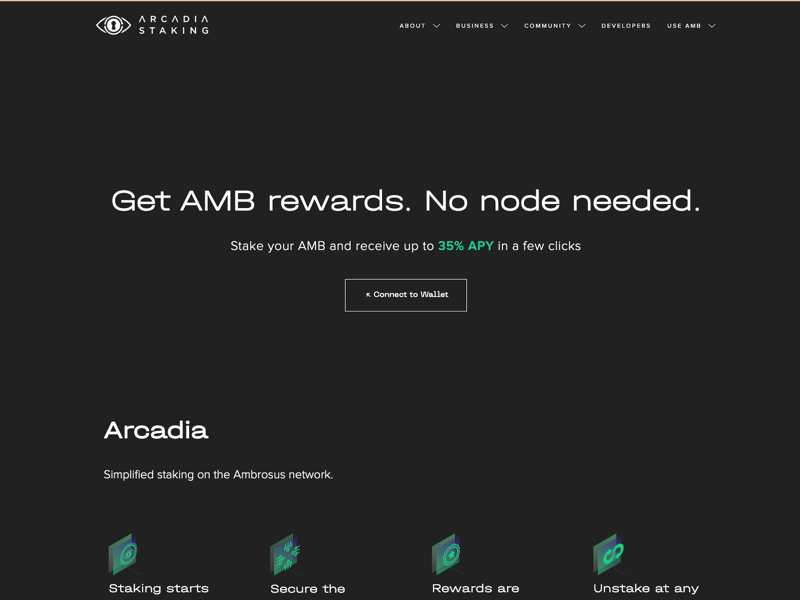 ARCADIA
STAKING
ABOUT BUSINESS COMMUNITY DEVELOPERS USE AMB
Get AMB rewards. No node needed.
Stake your AMB and receive up to 35% APY in a few clicks
Connect to Wallet
Arcadia
Simplified staking on the Ambrosus network.
Staking starts Secure the Rewards are Unstake at any